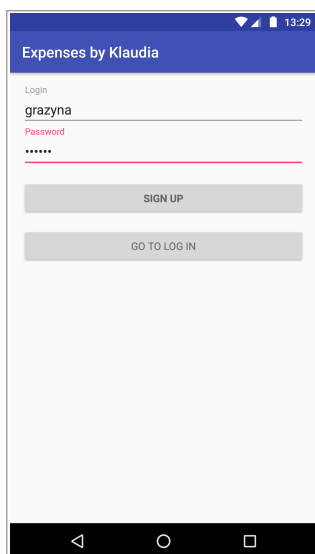 13:29
Expenses by Klaudia
Login
grazyna
Password
••••••
SIGN UP
GO TO LOG IN